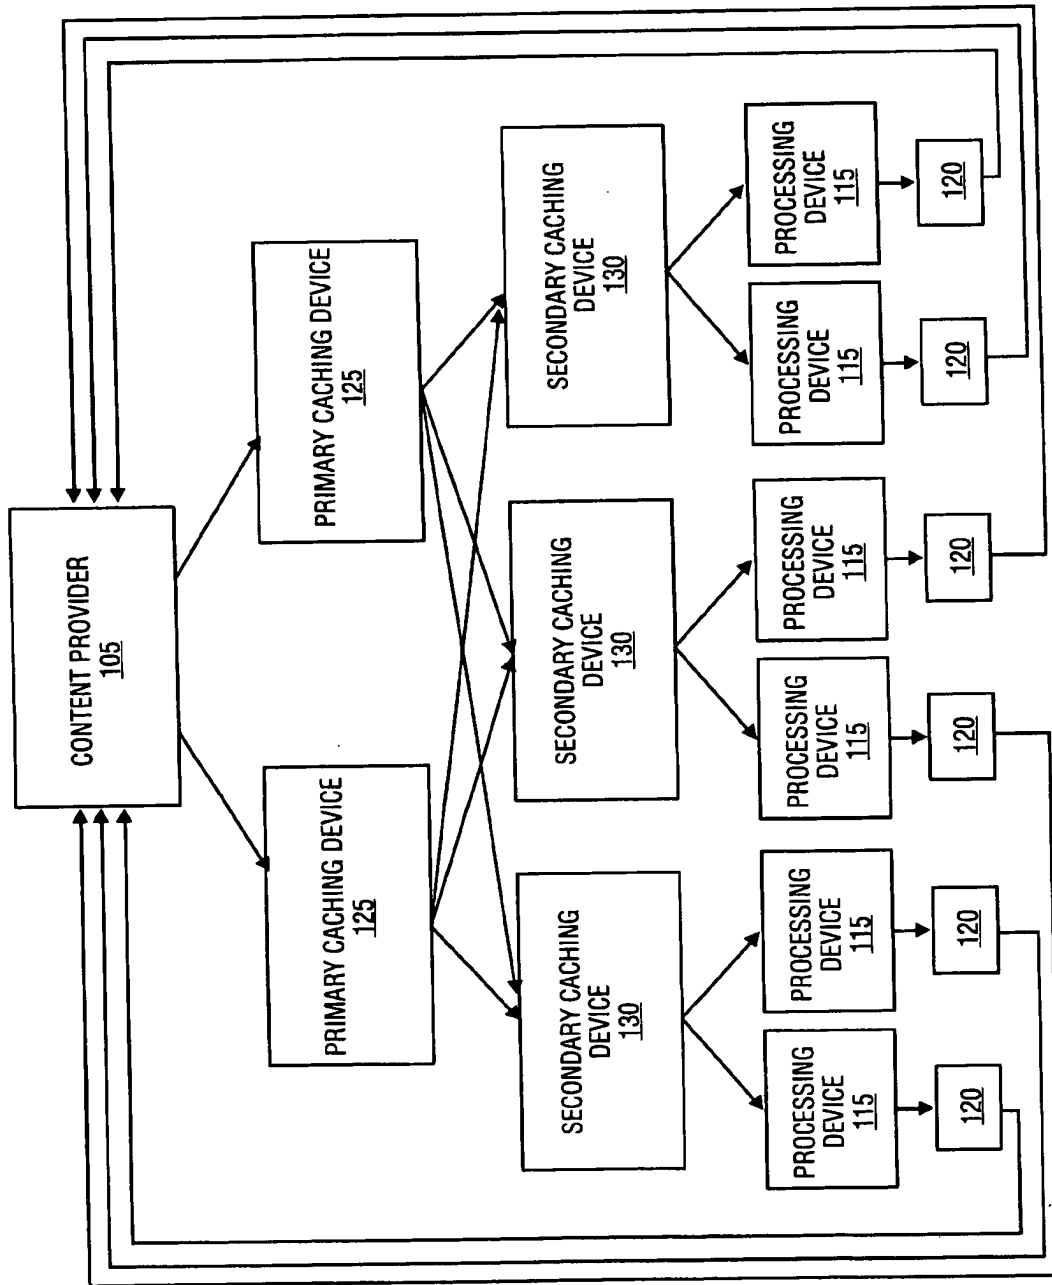 CONTENT PROVIDER
105
PRIMARY CACHING DEVICE
125
PRIMARY CACHING DEVICE
125
SECONDARY CACHING
DEVICE
130
SECONDARY CACHING
DEVICE
130
SECONDARY CACHING
DEVICE
130
PROCESSING
DEVICE
115
PROCESSING
DEVICE
115
PROCESSING
DEVICE
115
PROCESSING
DEVICE
115
PROCESSING
DEVICE
115
PROCESSING
DEVICE
115
120
120
120
120
120
120